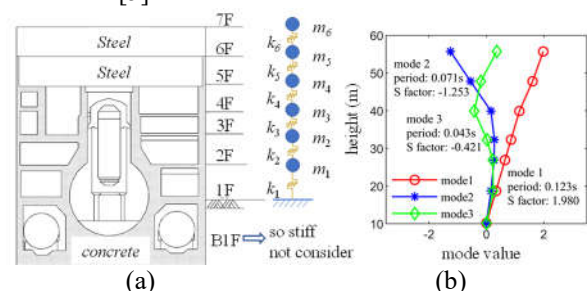 7F
Steel
6F
Steel
5F
4F
3F
2F
1F
B1F
concrete
so stiff
not consider
m6
k6
m5
k5
m4
k4
m3
k3
m2
k2
m1
k1
(a)
60
50
40
30
20
10
height (m)
mode 2
period: 0.071s
S factor: -1.253
mode 3
period: 0.043s
S factor: -0.421
mode 1
period: 0.123s
S factor: 1.980
mode1
mode2
mode3
-2
0
2
mode value
(b)